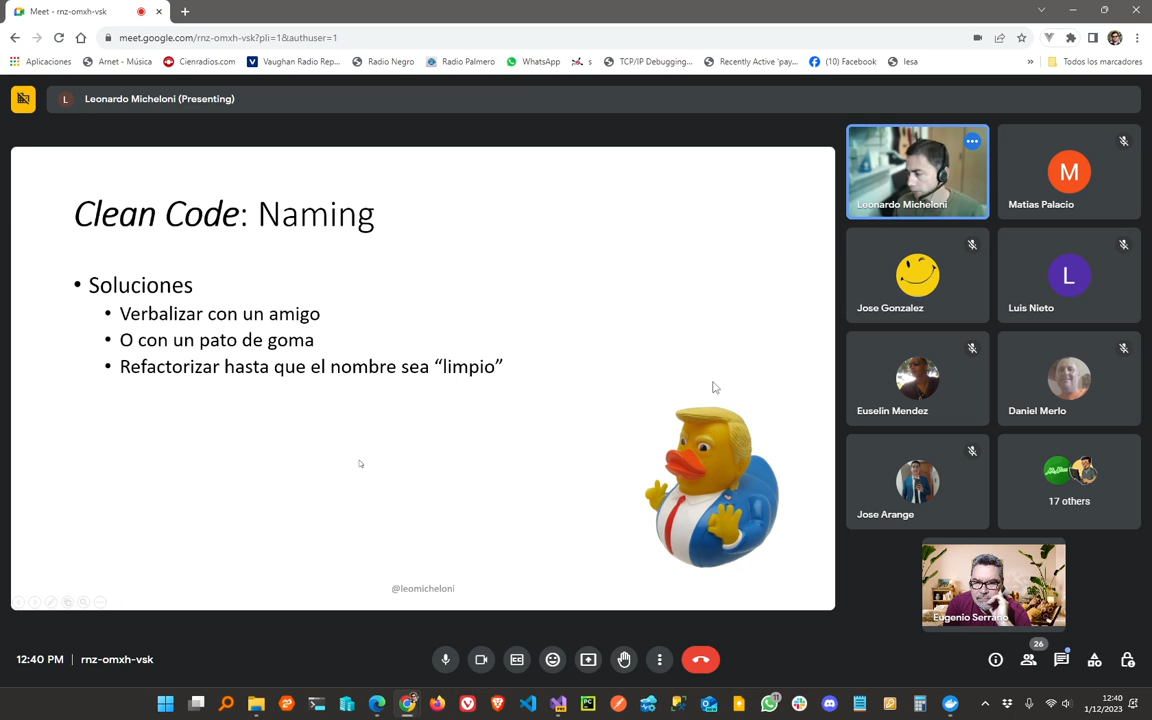 Meet - rnz-omxh-vsk
meet.google.com/rnz-omxh-vsk?pli=1&authuser=1
Aplicaciones
Arnet - Música
Cienradios.com
Vaughan Radio Rep...
Radio Negro
Radio Palmero
WhatsApp
s
TCP/IP Debugging...
Recently Active 'pay...
(10) Facebook
Iesa
»
Todos los marcadores
L
Leonardo Micheloni (Presenting)
Clean Code: Naming
• Soluciones
• Verbalizar con un amigo
• O con un pato de goma
• Refactorizar hasta que el nombre sea “limpio”
@leomicheloni
Leonardo Micheloni
M
Matias Palacio
Jose Gonzalez
L
Luis Nieto
Euselin Mendez
Daniel Merlo
Jose Arange
17 others
Eugenio Serrano
12:40 PM | rnz-omxh-vsk
26
11
12:40
1/12/2023